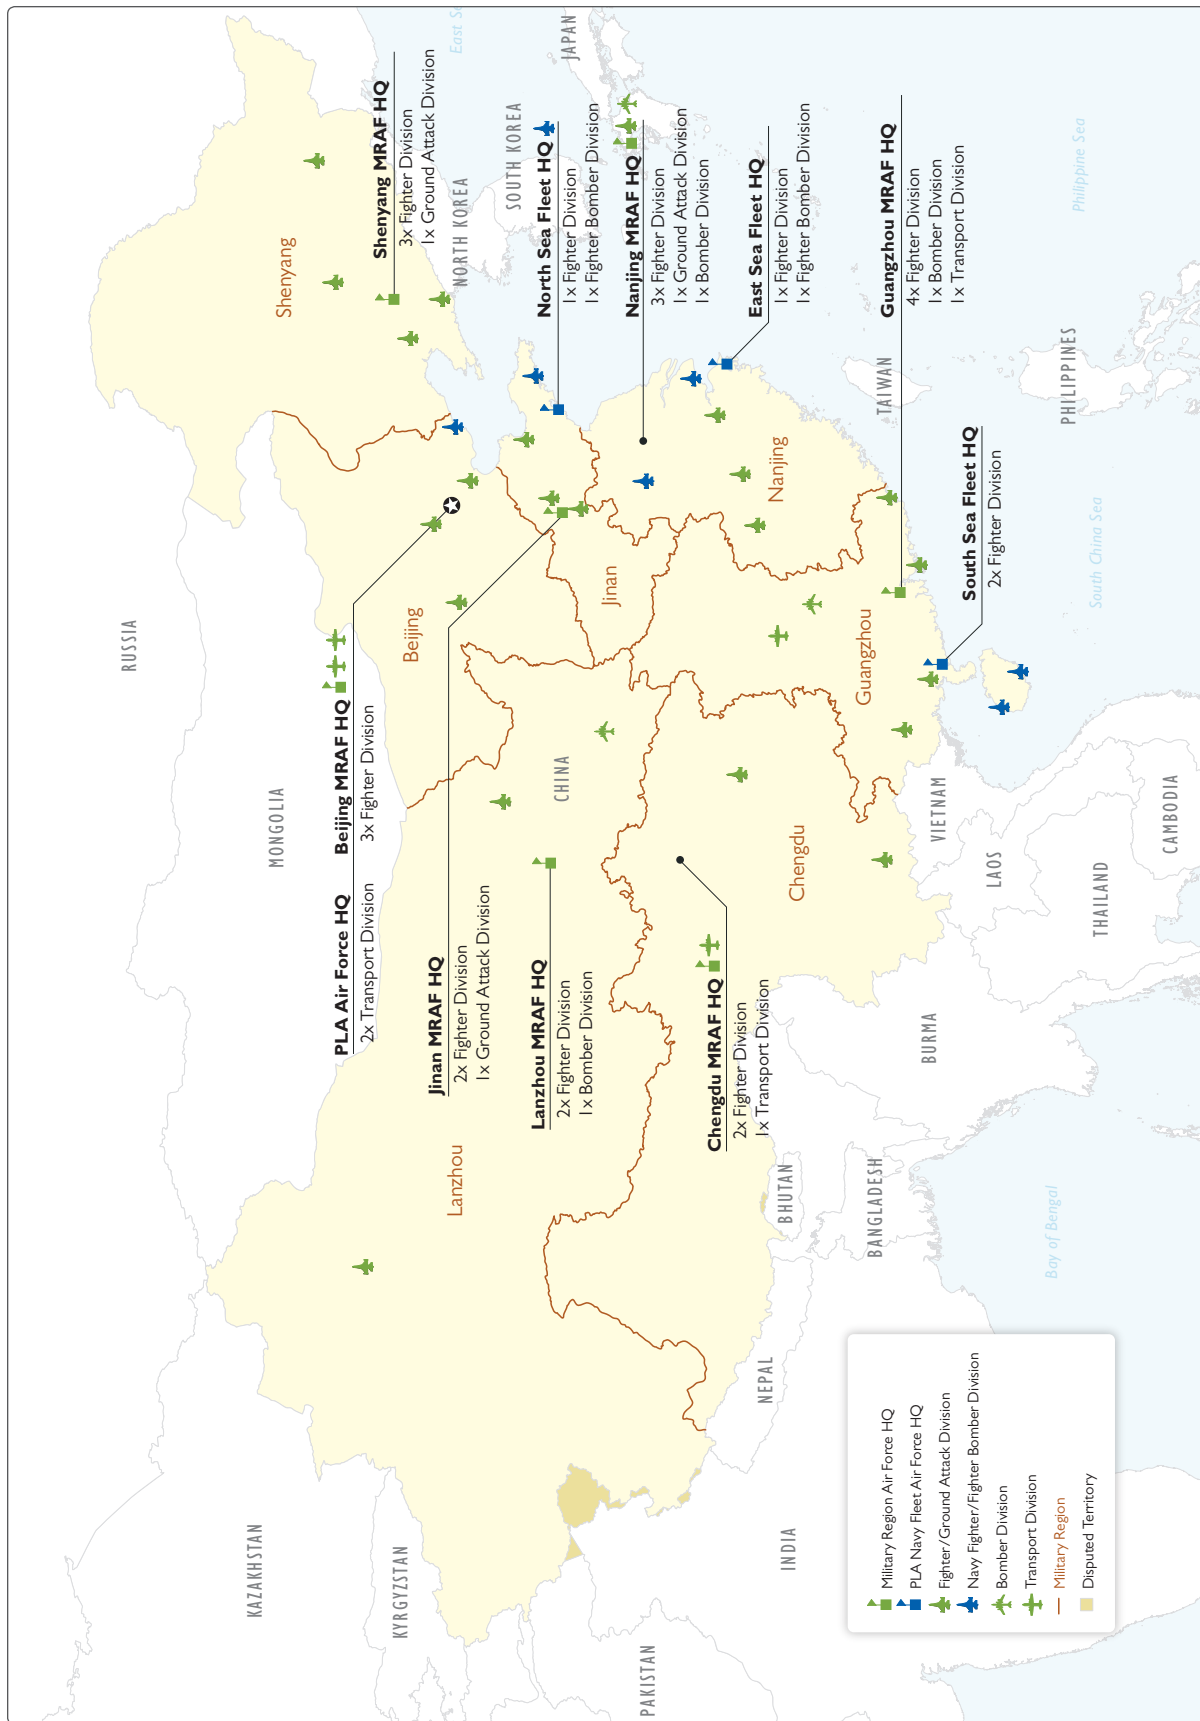 RUSSIA
MONGOLIA
KAZAKHSTAN
KYRGYZSTAN
PAKISTAN
INDIA
NEPAL
BHUTAN
BANGLADESH
BURMA
THAILAND
LAOS
VIETNAM
CAMBODIA
PHILIPPINES
TAIWAN
NORTH KOREA
SOUTH KOREA
JAPAN
CHINA
Bay of Bengal
South China Sea
Philippine Sea
Shenyang
Beijing
Jinan
Nanjing
Guangzhou
Chengdu
Lanzhou
PLA Air Force HQ
2x Transport Division
Beijing MRAF HQ
3x Fighter Division
Shenyang MRAF HQ
3x Fighter Division
1x Ground Attack Division
Jinan MRAF HQ
2x Fighter Division
1x Ground Attack Division
North Sea Fleet HQ
1x Fighter Division
1x Fighter Bomber Division
Lanzhou MRAF HQ
2x Fighter Division
1x Bomber Division
Nanjing MRAF HQ
3x Fighter Division
1x Ground Attack Division
1x Bomber Division
Chengdu MRAF HQ
2x Fighter Division
1x Transport Division
East Sea Fleet HQ
1x Fighter Division
1x Fighter Bomber Division
Guangzhou MRAF HQ
4x Fighter Division
1x Bomber Division
1x Transport Division
South Sea Fleet HQ
2x Fighter Division
Military Region Air Force HQ
PLA Navy Fleet Air Force HQ
Fighter/Ground Attack Division
Navy Fighter/Fighter Bomber Division
Bomber Division
Transport Division
Military Region
Disputed Territory